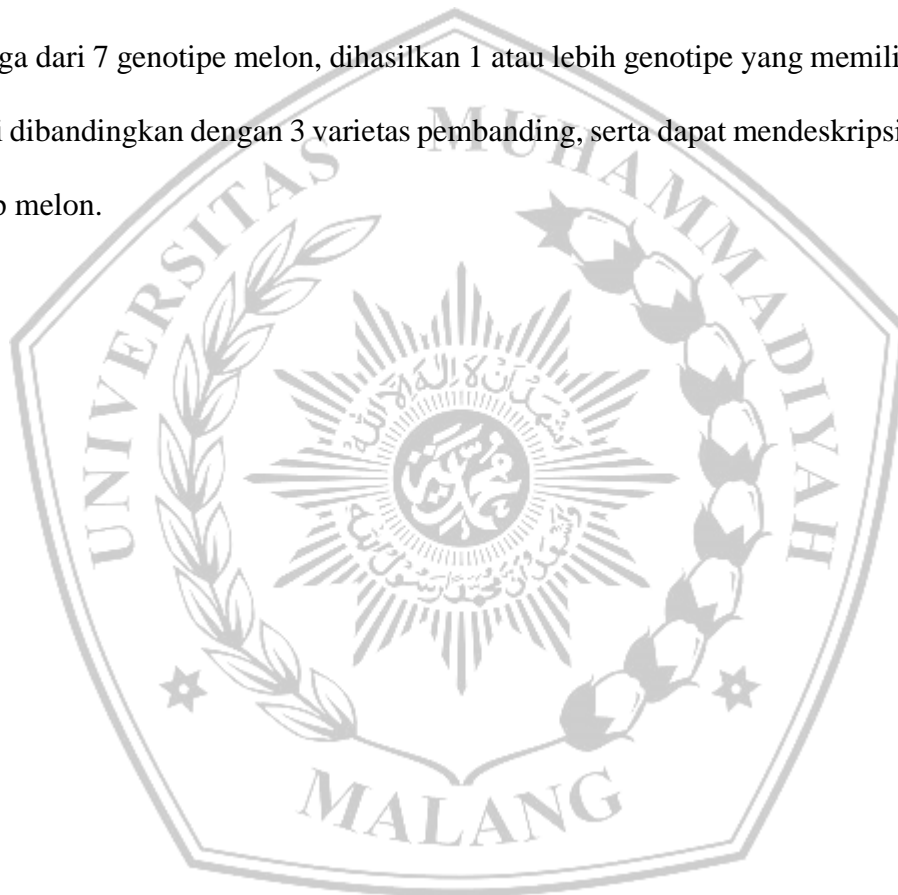 ga dari 7 genotipe melon, dihasilkan 1 atau lebih genotipe yang memili
i dibandingkan dengan 3 varietas pembanding, serta dapat mendeskripsi
o melon.
UNIVERSITAS MUHAMMADIYAH
MALANG